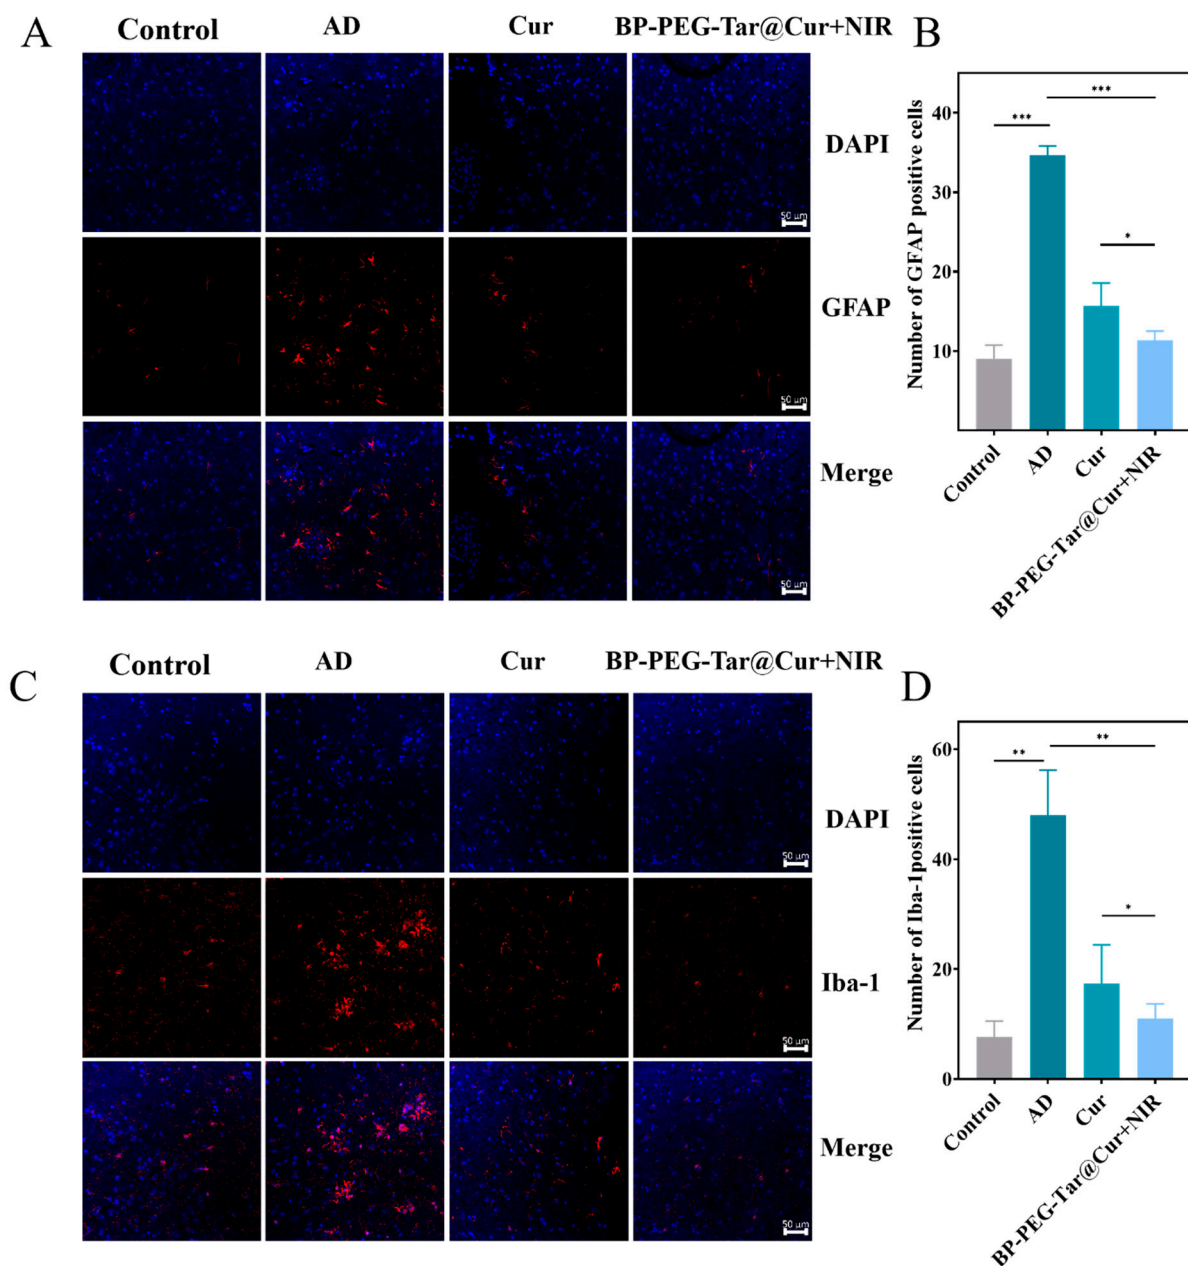 A
Control
AD
Cur
BP-PEG-Tar@Cur+NIR
DAPI
50 µm
GFAP
50 µm
Merge
50 µm
B
Number of GFAP positive cells
40
30
20
10
***
***
*
Control
AD
Cur
BP-PEG-Tar@Cur+NIR
C
Control
AD
Cur
BP-PEG-Tar@Cur+NIR
DAPI
50 µm
Iba-1
50 µm
Merge
50 µm
D
Number of Iba-1positive cells
60
40
20
0
**
**
*
Control
AD
Cur
BP-PEG-Tar@Cur+NIR